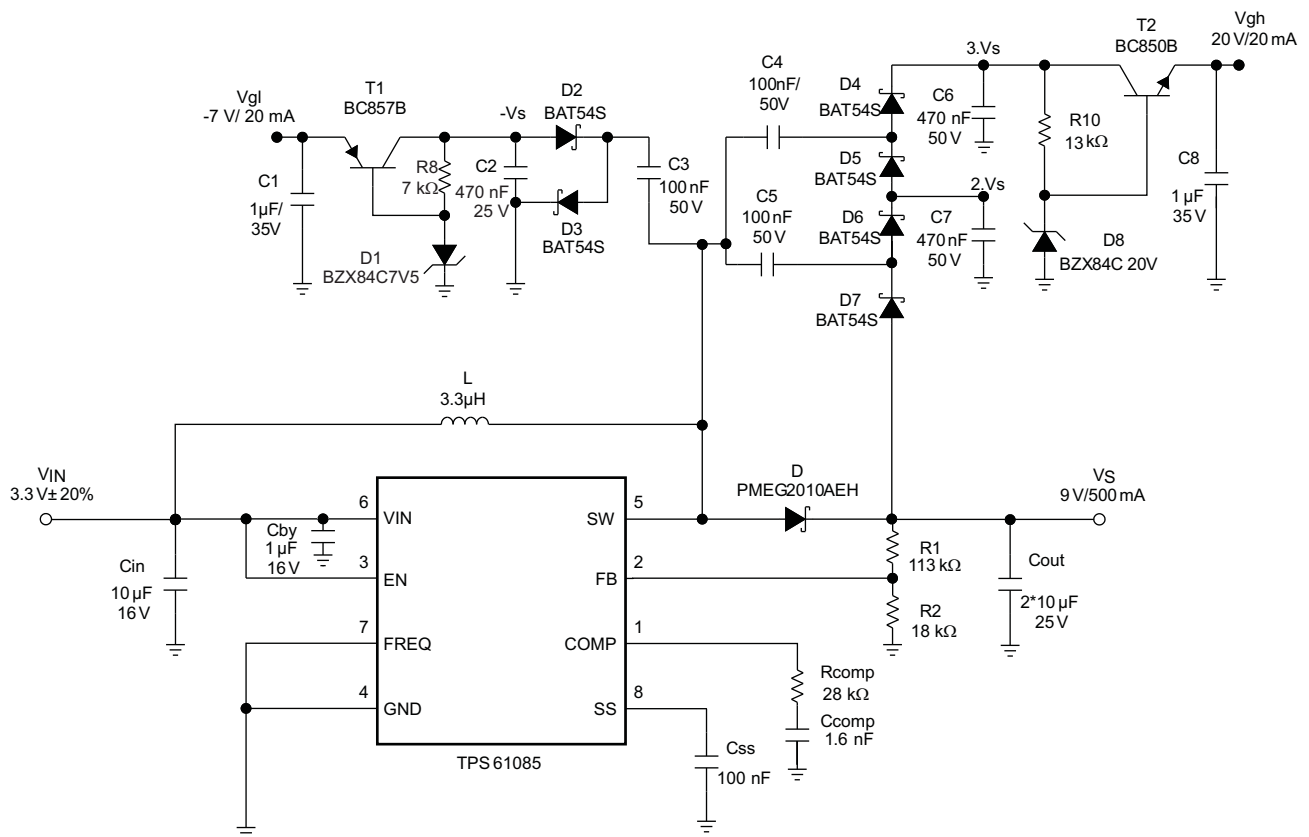 T2
BC850B
Vgh
20 V/20 mA
3.Vs
C4
100nF/
50V
D4
BAT54S
C6
470 nF
50 V
R10
13 kΩ
C8
1 µF
35 V
T1
BC857B
Vgl
-7 V/ 20 mA
D2
BAT54S
-Vs
R8
7 kΩ
C2
470 nF
25 V
C3
100 nF
50 V
C1
1µF/
35V
D3
BAT54S
D1
BZX84C7V5
D5
BAT54S
C5
100 nF
50 V
2.Vs
D6
BAT54S
C7
470 nF
50 V
D8
BZX84C 20V
D7
BAT54S
L
3.3µH
VIN
3.3 V± 20%
D
PMEG2010AEH
VS
9 V/500 mA
6
VIN
SW
5
Cby
1 µF
16 V
Cin
10 µF
16 V
3
EN
FB
2
R1
113 kΩ
R2
18 kΩ
Cout
2*10 µF
25 V
7
FREQ
COMP
1
4
GND
SS
8
Rcomp
28 kΩ
Ccomp
1.6 nF
Css
100 nF
TPS 61085